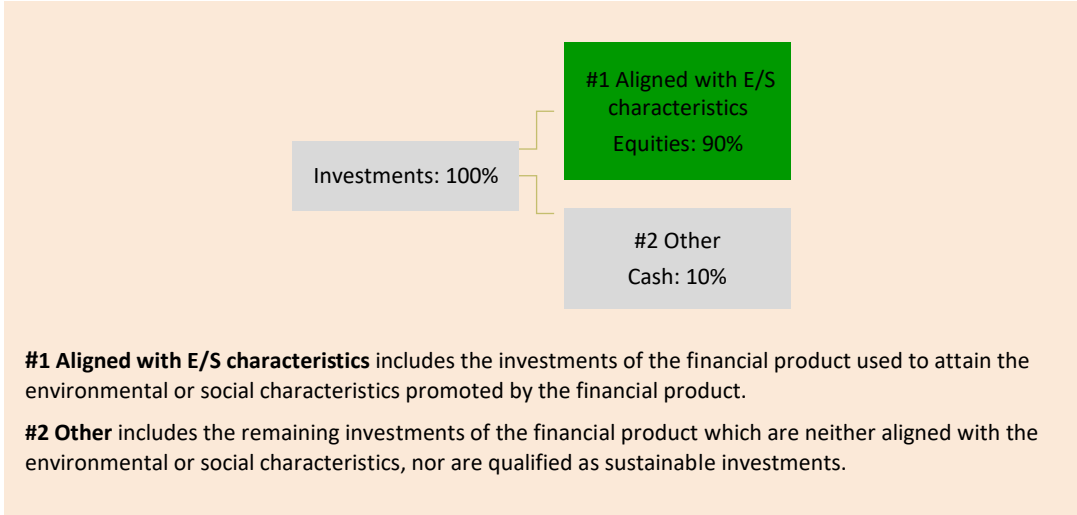 #1 Aligned with E/S
characteristics
Equities: 90%
Investments: 100%
#2 Other
Cash: 10%
#1 Aligned with E/S characteristics includes the investments of the financial product used to attain the
environmental or social characteristics promoted by the financial product.
#2 Other includes the remaining investments of the financial product which are neither aligned with the
environmental or social characteristics, nor are qualified as sustainable investments.